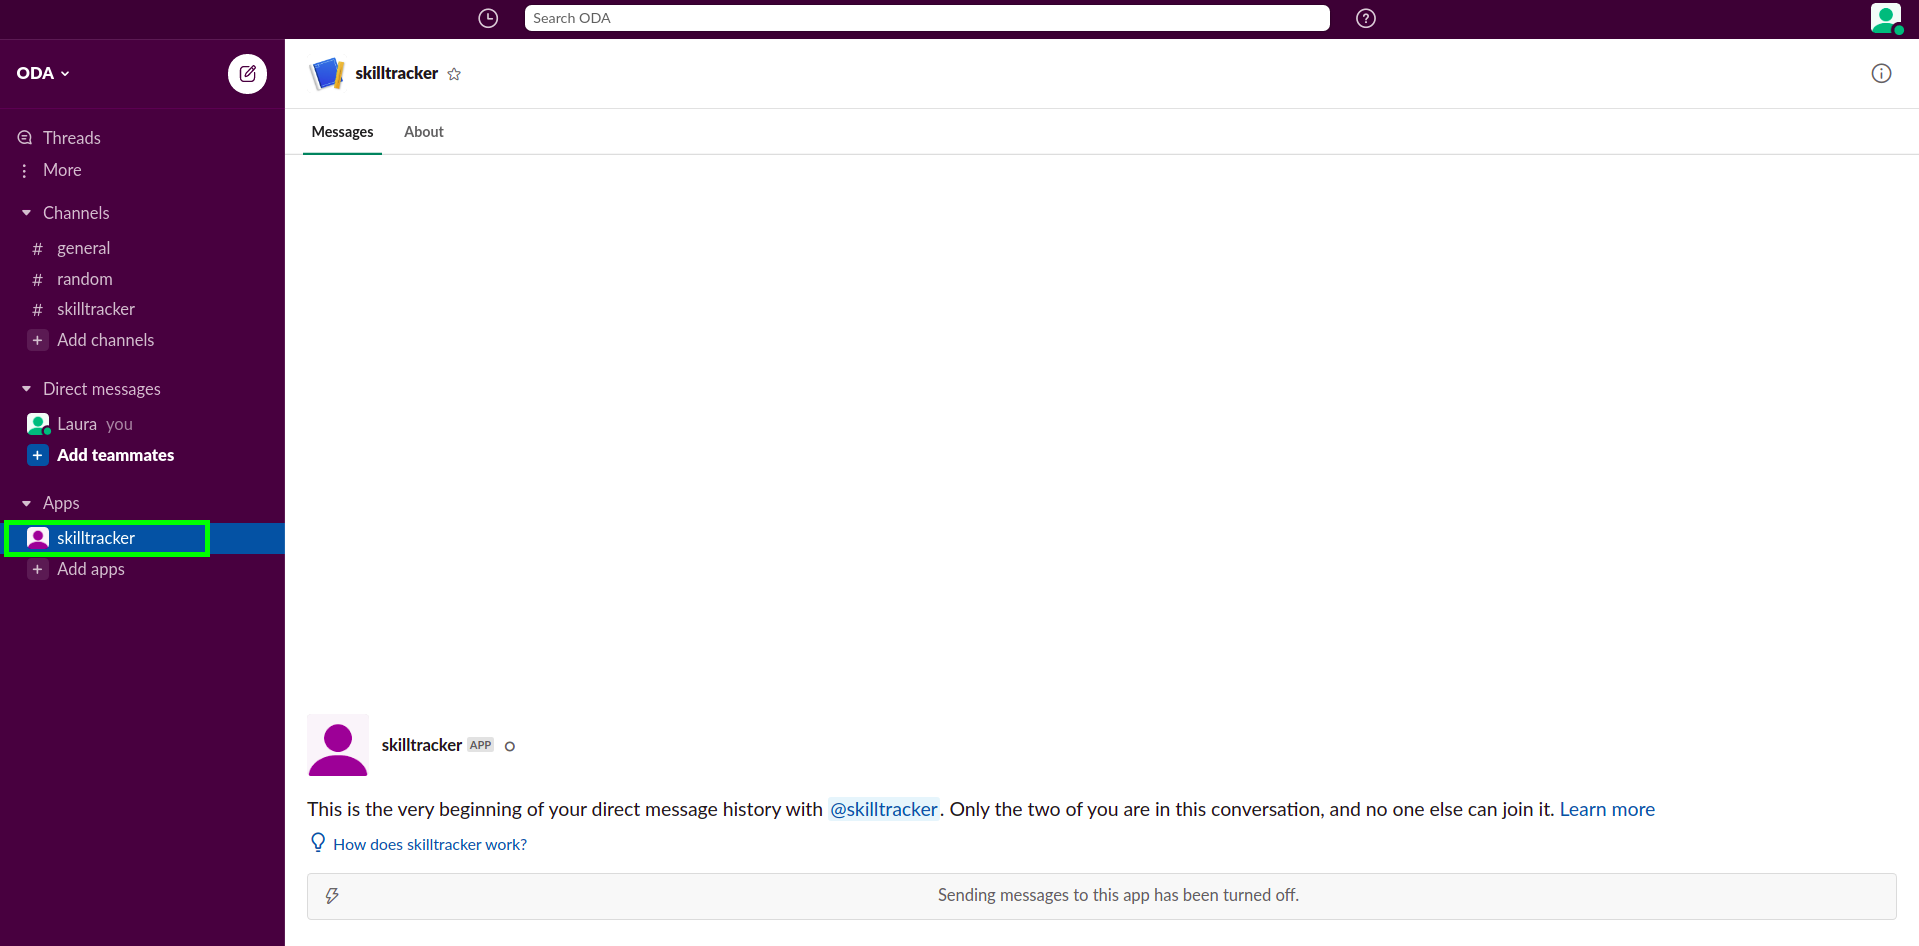 Search ODA
ODA
Threads
More
Channels
# general
# random
# skilltracker
+ Add channels
Direct messages
Laura you
+ Add teammates
Apps
skilltracker
+ Add apps
skilltracker
Messages About
skilltracker APP
This is the very beginning of your direct message history with @skilltracker. Only the two of you are in this conversation, and no one else can join it. Learn more
How does skilltracker work?
Sending messages to this app has been turned off.